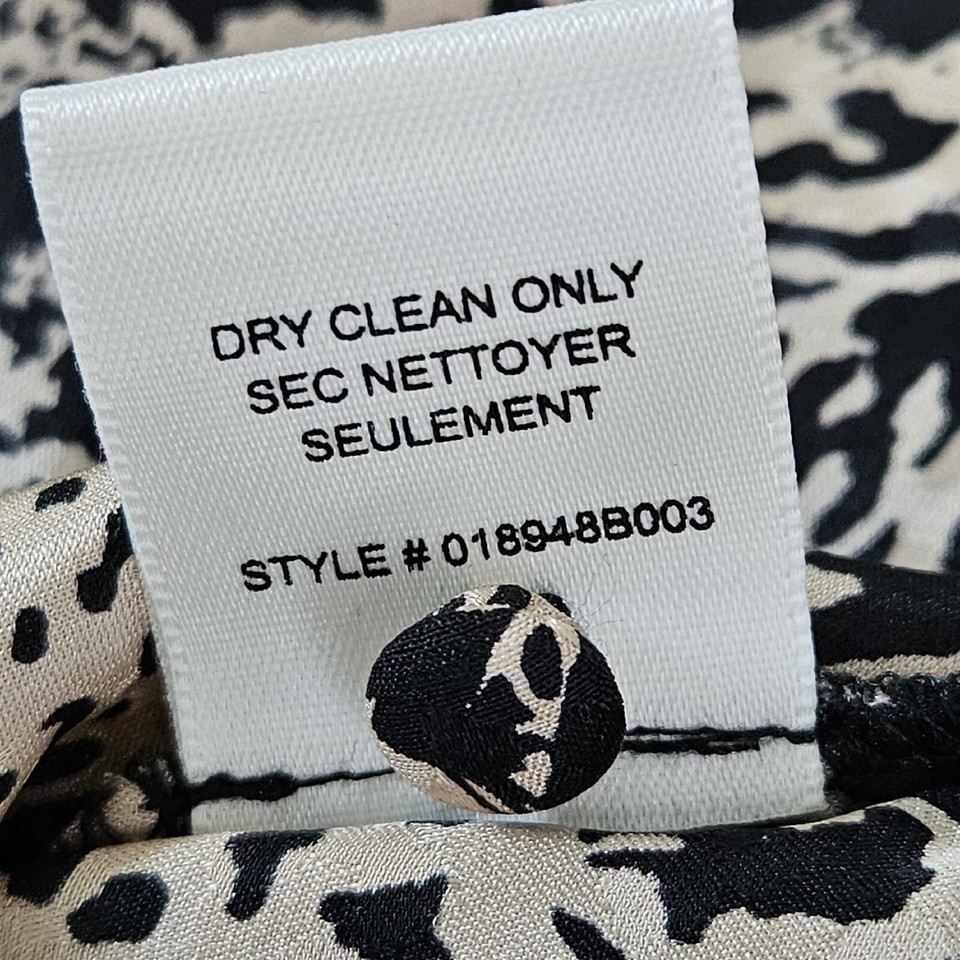 DRY CLEAN ONLY
SEC NETTOYER
SEULEMENT
STYLE # 018948B003